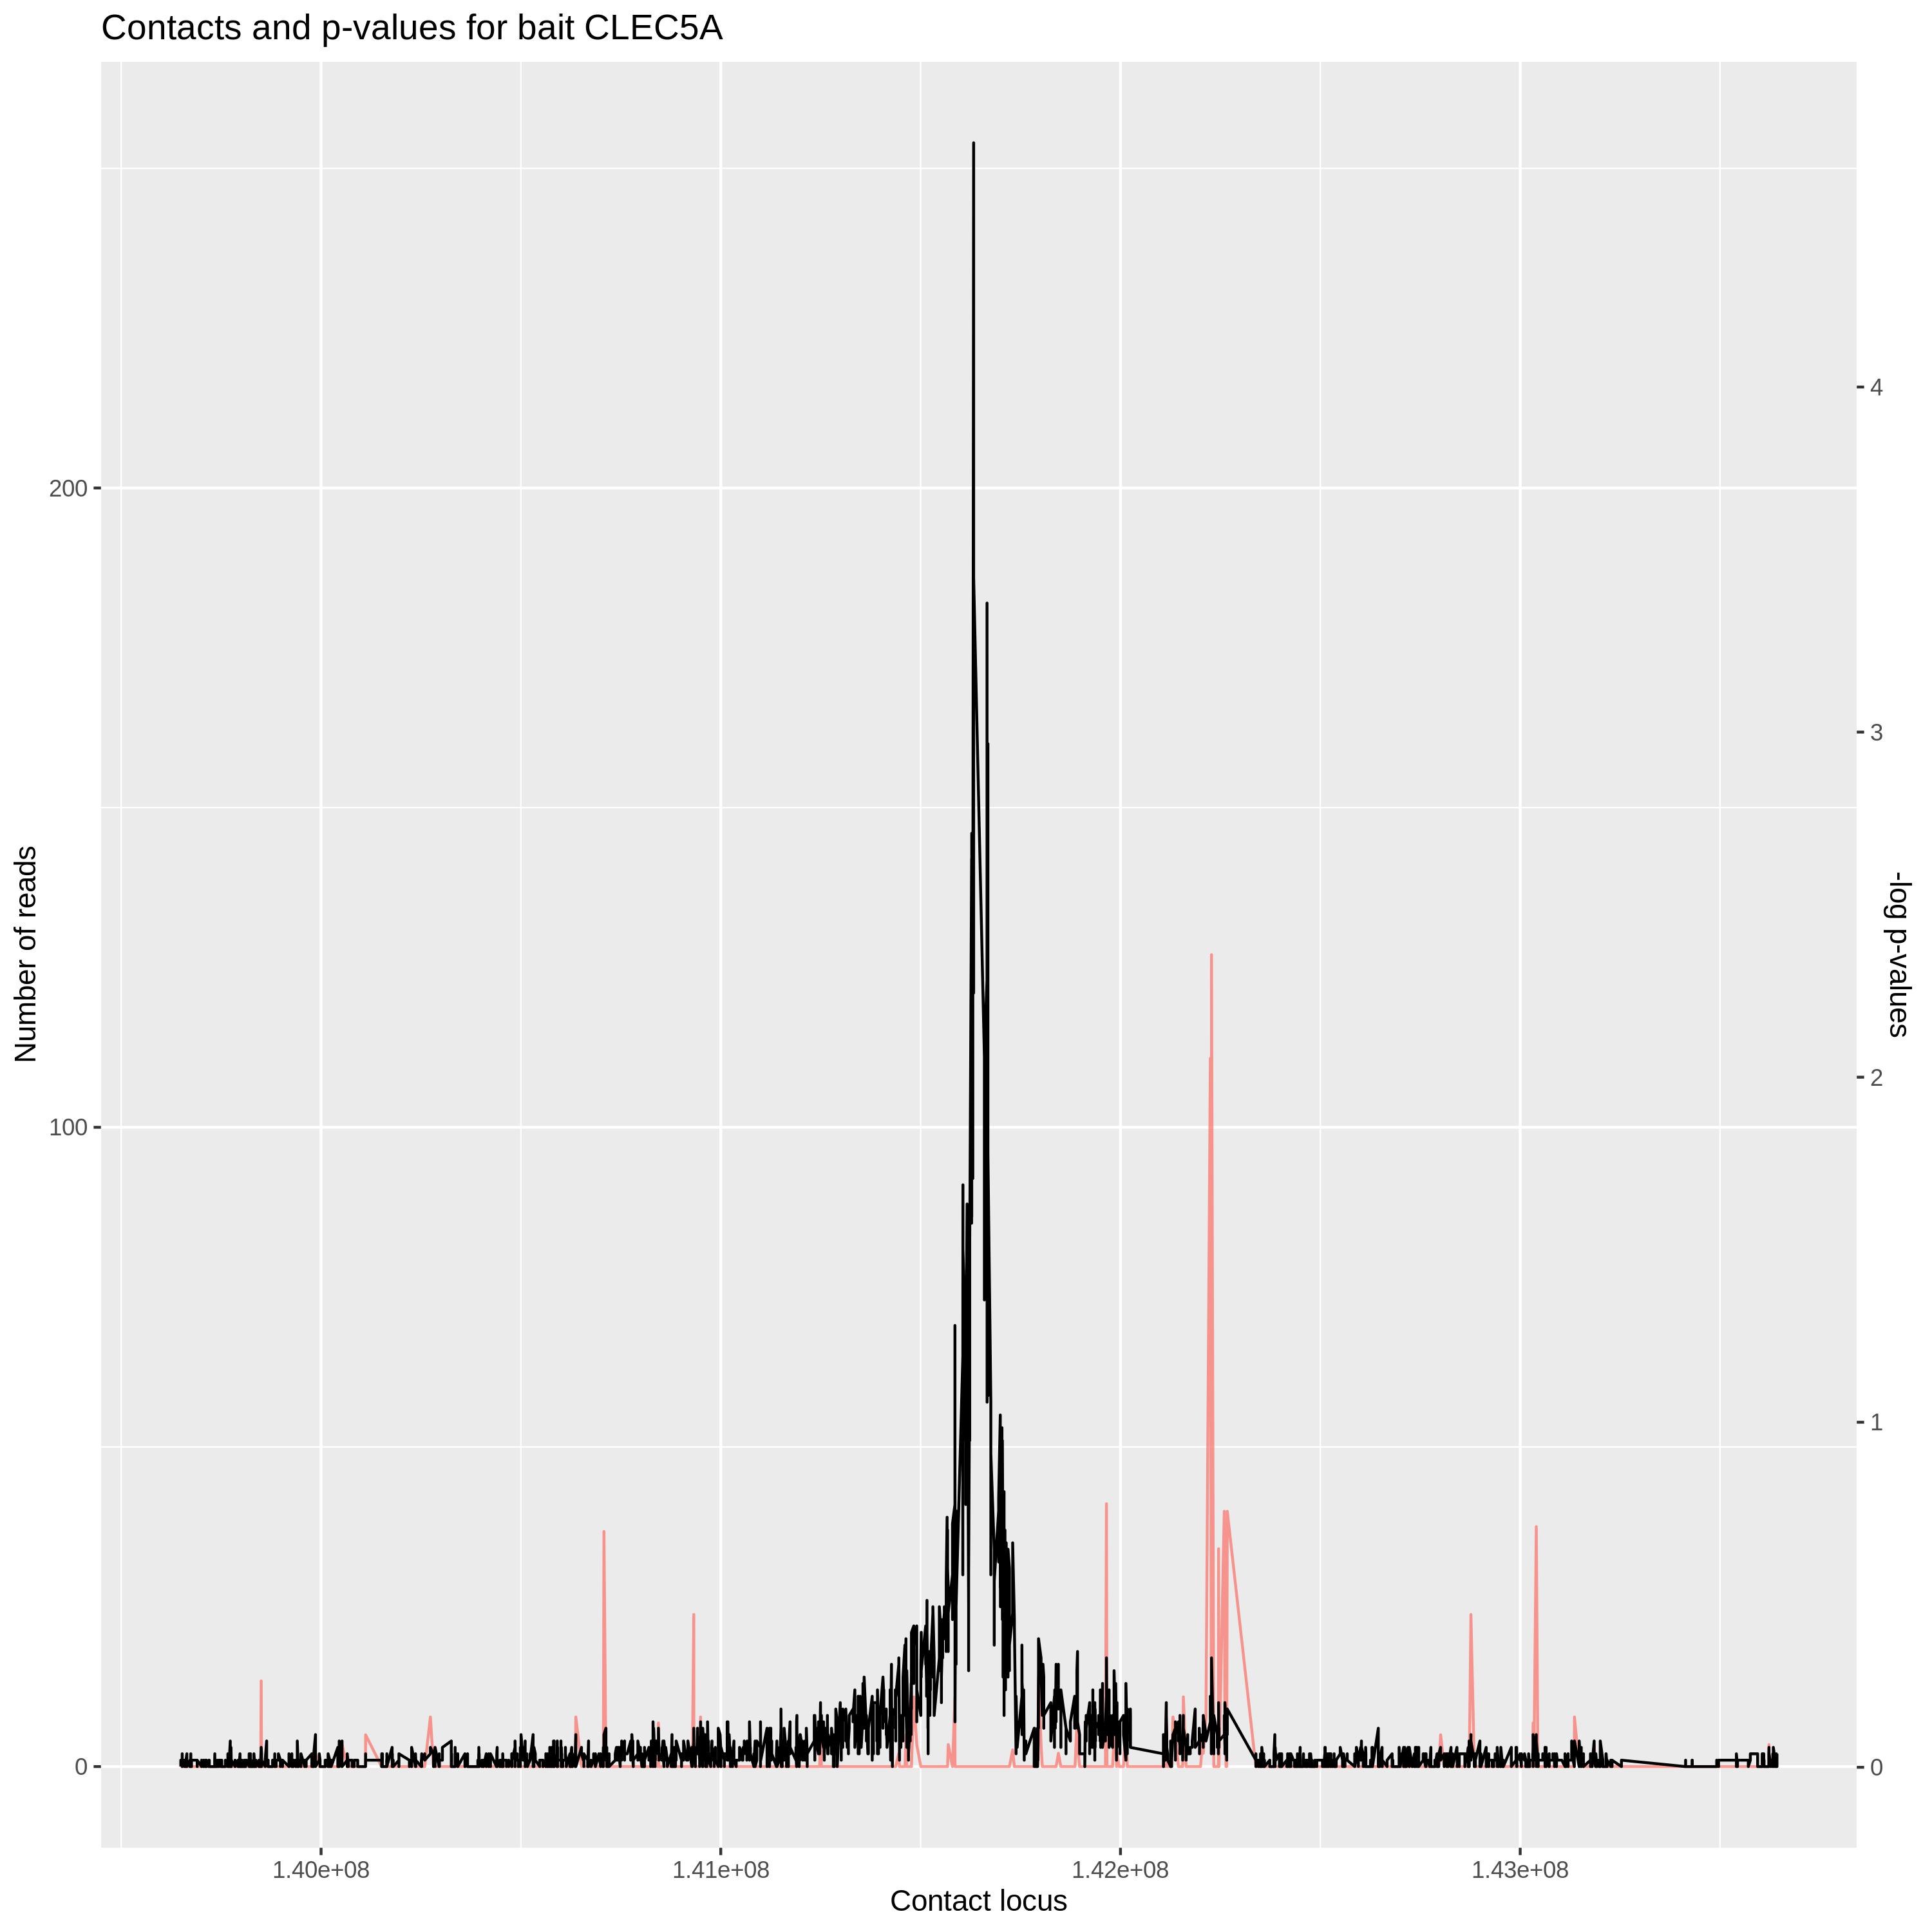 Contacts and p-values for bait CLEC5A
Number of reads
200
100
0
4
3
2
1
0
-log p-values
1.40e+08
1.41e+08
1.42e+08
1.43e+08
Contact locus